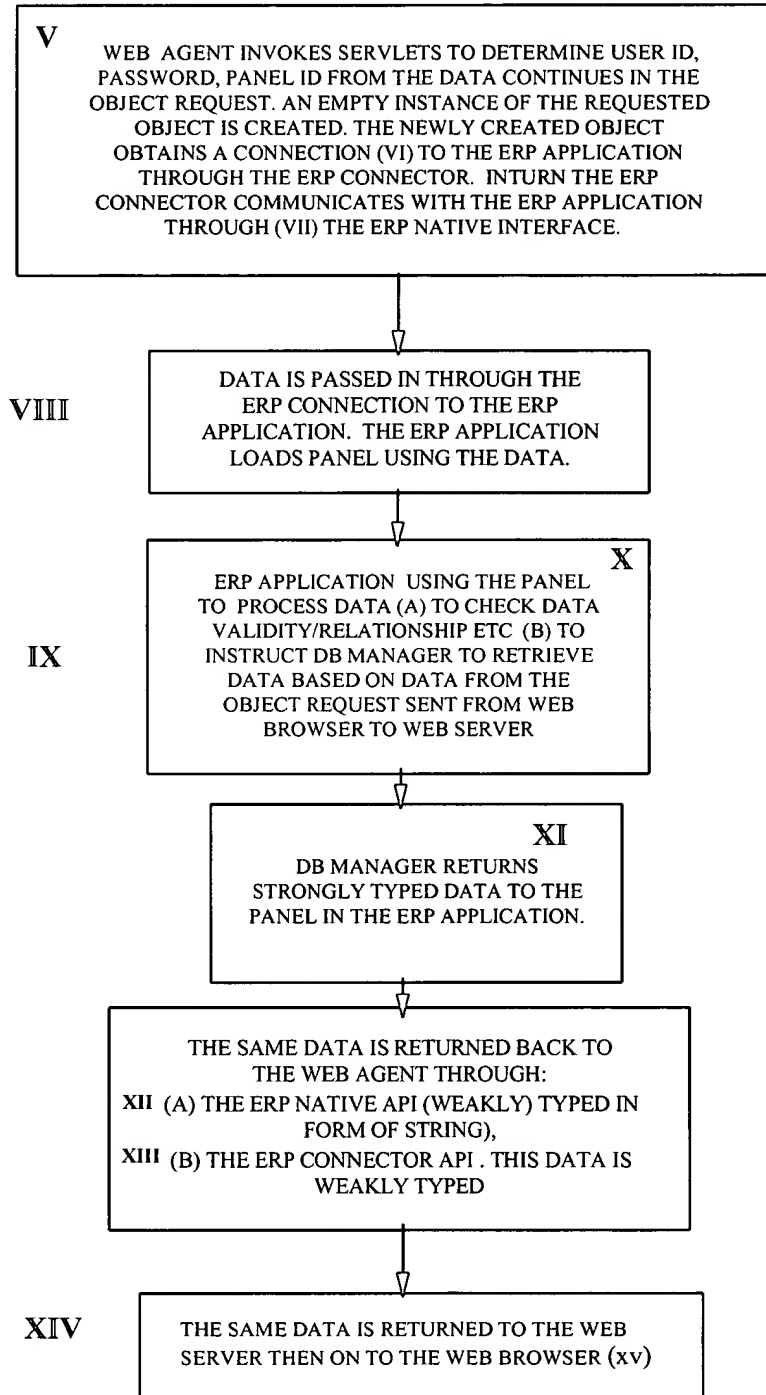 V
WEB AGENT INVOKES SERVLETS TO DETERMINE USER ID,
PASSWORD, PANEL ID FROM THE DATA CONTINUES IN THE
OBJECT REQUEST. AN EMPTY INSTANCE OF THE REQUESTED
OBJECT IS CREATED. THE NEWLY CREATED OBJECT
OBTAINS A CONNECTION (VI) TO THE ERP APPLICATION
THROUGH THE ERP CONNECTOR. INTURN THE ERP
CONNECTOR COMMUNICATES WITH THE ERP APPLICATION
THROUGH (VII) THE ERP NATIVE INTERFACE.
VIII
DATA IS PASSED IN THROUGH THE
ERP CONNECTION TO THE ERP
APPLICATION. THE ERP APPLICATION
LOADS PANEL USING THE DATA.
X
IX
ERP APPLICATION USING THE PANEL
TO PROCESS DATA (A) TO CHECK DATA
VALIDITY/RELATIONSHIP ETC (B) TO
INSTRUCT DB MANAGER TO RETRIEVE
DATA BASED ON DATA FROM THE
OBJECT REQUEST SENT FROM WEB
BROWSER TO WEB SERVER
XI
DB MANAGER RETURNS
STRONGLY TYPED DATA TO THE
PANEL IN THE ERP APPLICATION.
THE SAME DATA IS RETURNED BACK TO
THE WEB AGENT THROUGH:
XII (A) THE ERP NATIVE API (WEAKLY) TYPED IN
FORM OF STRING),
XIII (B) THE ERP CONNECTOR API . THIS DATA IS
WEAKLY TYPED
XIV
THE SAME DATA IS RETURNED TO THE WEB
SERVER THEN ON TO THE WEB BROWSER (XV)